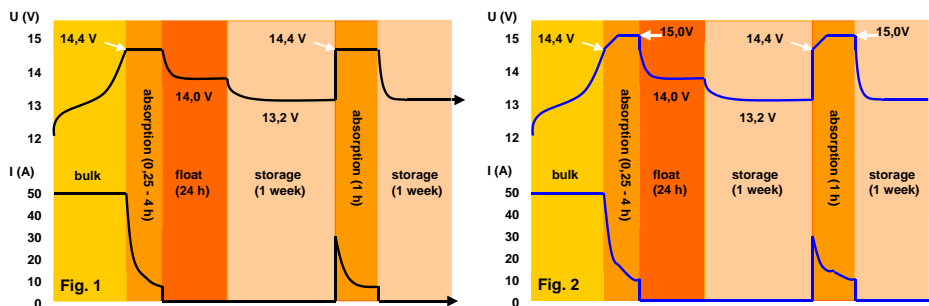 U (V)
15
14
13
12
14,4 V
14,4 V
14,0 V
13,2 V
bulk
absorption (0,25 - 4 h)
float
(24 h)
storage
(1 week)
absorption (1 h)
storage
(1 week)
I (A)
50
40
30
20
10
0
Fig. 1
U (V)
15
14
13
12
14,4 V
15,0V
14,4 V
15,0V
14,0 V
13,2 V
bulk
absorption (0,25 - 4 h)
float
(24 h)
storage
(1 week)
absorption (1 h)
storage
(1 week)
I (A)
50
40
30
20
10
0
Fig. 2